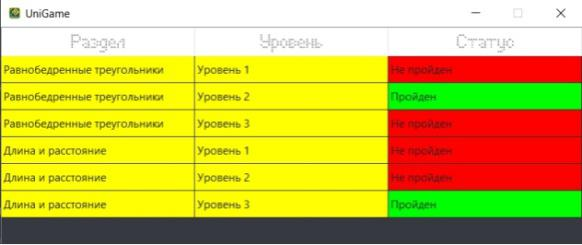 UniGame
Раздел Уровень Статус
Равнобедренные треугольники Уровень 1 Не пройден
Равнобедренные треугольники Уровень 2 Пройден
Равнобедренные треугольники Уровень 3 Не пройден
Длина и расстояние Уровень 1 Не пройден
Длина и расстояние Уровень 2 Не пройден
Длина и расстояние Уровень 3 Пройден